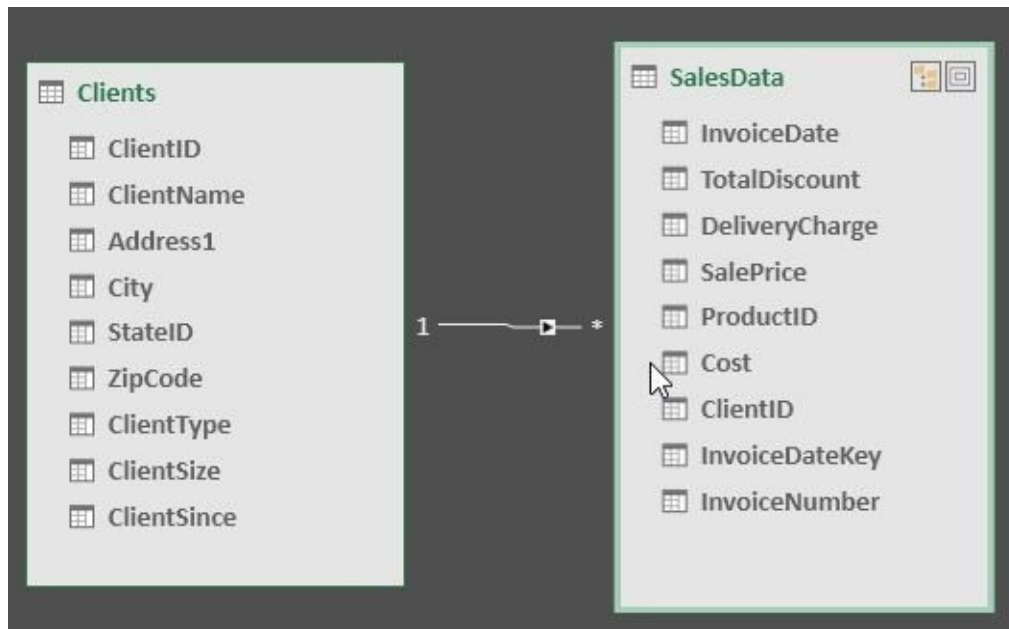 Clients
ClientID
ClientName
Address1
City
StateID
ZipCode
ClientType
ClientSize
ClientSince
1
*
SalesData
InvoiceDate
TotalDiscount
DeliveryCharge
SalePrice
ProductID
Cost
ClientID
InvoiceDateKey
InvoiceNumber